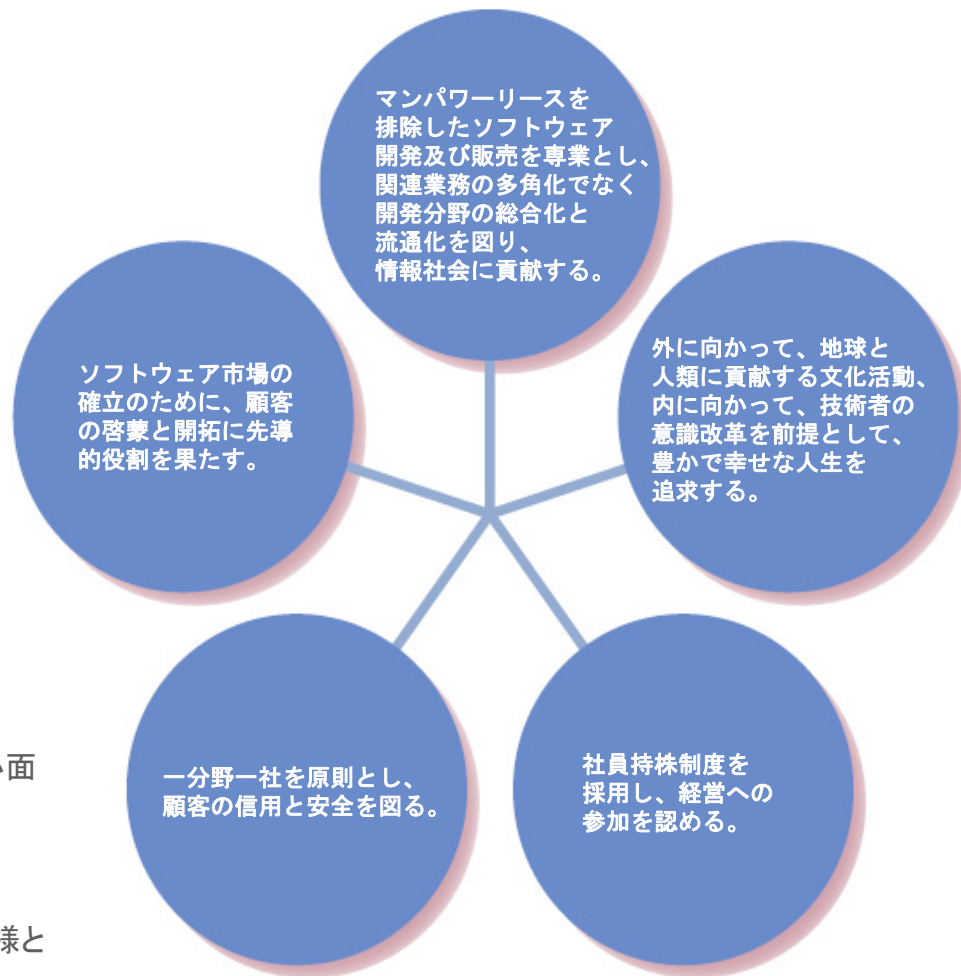 マンパワーリースを
排除したソフトウェア
開発及び販売を専業とし、
関連業務の多角化でなく
開発分野の総合化と
流通化を図り、
情報社会に貢献する。
ソフトウェア市場の
確立のために、顧客
の啓蒙と開拓に先導
的役割を果たす。
外に向かって、地球と
人類に貢献する文化活動、
内に向かって、技術者の
意識改革を前提として、
豊かで幸せな人生を
追求する。
一分野一社を原則とし、
顧客の信用と安全を図る。
社員持株制度を
採用し、経営への
参加を認める。
面
様と